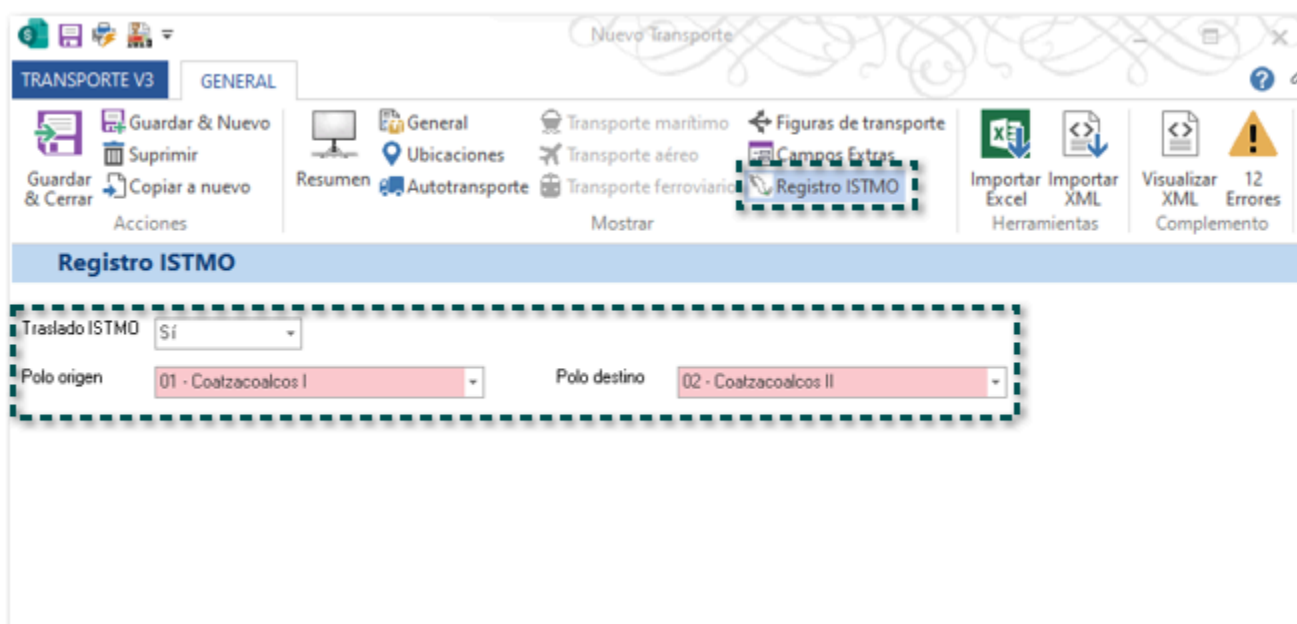 Nuevo Transporte
TRANSPORTE V3
GENERAL
Guardar & Cerrar
Guardar & Nuevo
Suprimir
Copiar a nuevo
Acciones
Resumen
General
Ubicaciones
Autotransporte
Transporte marítimo
Transporte aéreo
Transporte ferroviario
Figuras de transporte
Campos Extras
Registro ISTMO
Mostrar
Importar Excel
Importar XML
Herramientas
Visualizar XML
12 Errores
Complemento
Registro ISTMO
Traslado ISTMO Sí
Polo origen 01 - Coatzacoalcos I Polo destino 02 - Coatzacoalcos II